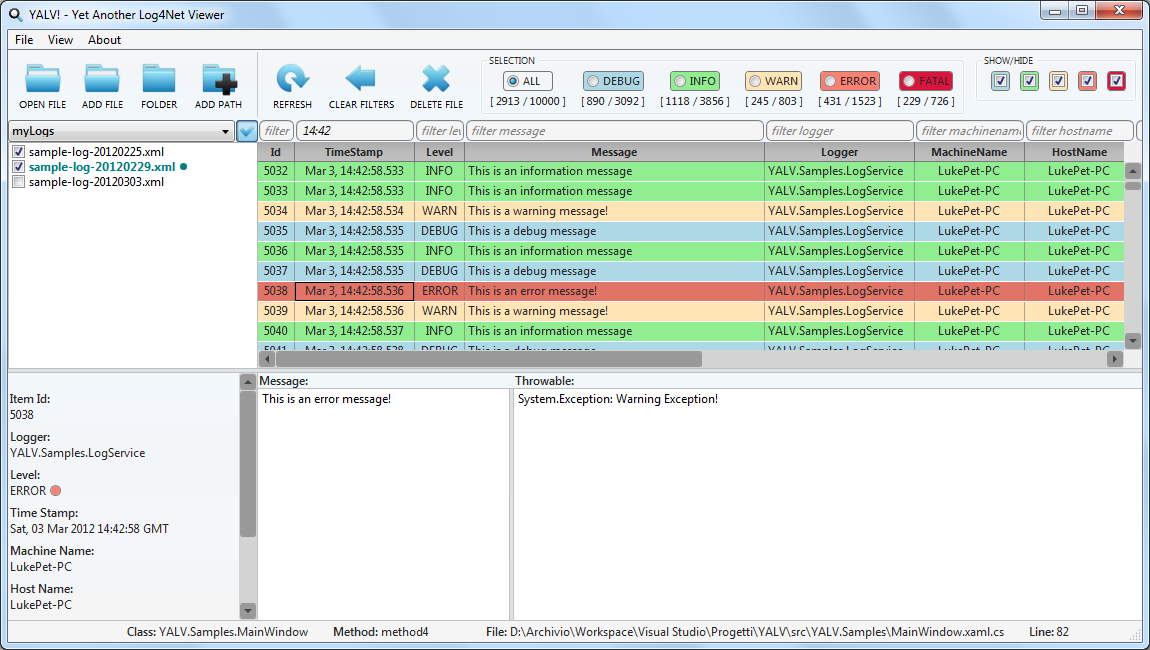 YALV! - Yet Another Log4Net Viewer
File View About
OPEN FILE ADD FILE FOLDER ADD PATH REFRESH CLEAR FILTERS DELETE FILE
SELECTION
ALL DEBUG INFO WARN ERROR FATAL
[ 2913 / 10000 ] [ 890 / 3092 ] [ 1118 / 3856 ] [ 245 / 803 ] [ 431 / 1523 ] [ 229 / 726 ]
SHOW/HIDE
myLogs
sample-log-20120225.xml
sample-log-20120229.xml
sample-log-20120303.xml
filter 14:42 filter lev filter message filter logger filter machinename filter hostname
Id TimeStamp Level Message Logger MachineName HostName
5032 Mar 3, 14:42:58.533 INFO This is an information message YALV.Samples.LogService LukePet-PC LukePet-PC
5033 Mar 3, 14:42:58.533 INFO This is an information message YALV.Samples.LogService LukePet-PC LukePet-PC
5034 Mar 3, 14:42:58.534 WARN This is a warning message! YALV.Samples.LogService LukePet-PC LukePet-PC
5035 Mar 3, 14:42:58.535 DEBUG This is a debug message YALV.Samples.LogService LukePet-PC LukePet-PC
5036 Mar 3, 14:42:58.535 INFO This is an information message YALV.Samples.LogService LukePet-PC LukePet-PC
5037 Mar 3, 14:42:58.535 DEBUG This is a debug message YALV.Samples.LogService LukePet-PC LukePet-PC
5038 Mar 3, 14:42:58.536 ERROR This is an error message! YALV.Samples.LogService LukePet-PC LukePet-PC
5039 Mar 3, 14:42:58.536 WARN This is a warning message! YALV.Samples.LogService LukePet-PC LukePet-PC
5040 Mar 3, 14:42:58.537 INFO This is an information message YALV.Samples.LogService LukePet-PC LukePet-PC
Item Id:
5038
Logger:
YALV.Samples.LogService
Level:
ERROR
Time Stamp:
Sat, 03 Mar 2012 14:42:58 GMT
Machine Name:
LukePet-PC
Host Name:
LukePet-PC
Message:
This is an error message!
Throwable:
System.Exception: Warning Exception!
Class: YALV.Samples.MainWindow Method: method4 File: D:\Archivio\Workspace\Visual Studio\Progetti\YALV\src\YALV.Samples\MainWindow.xaml.cs Line: 82